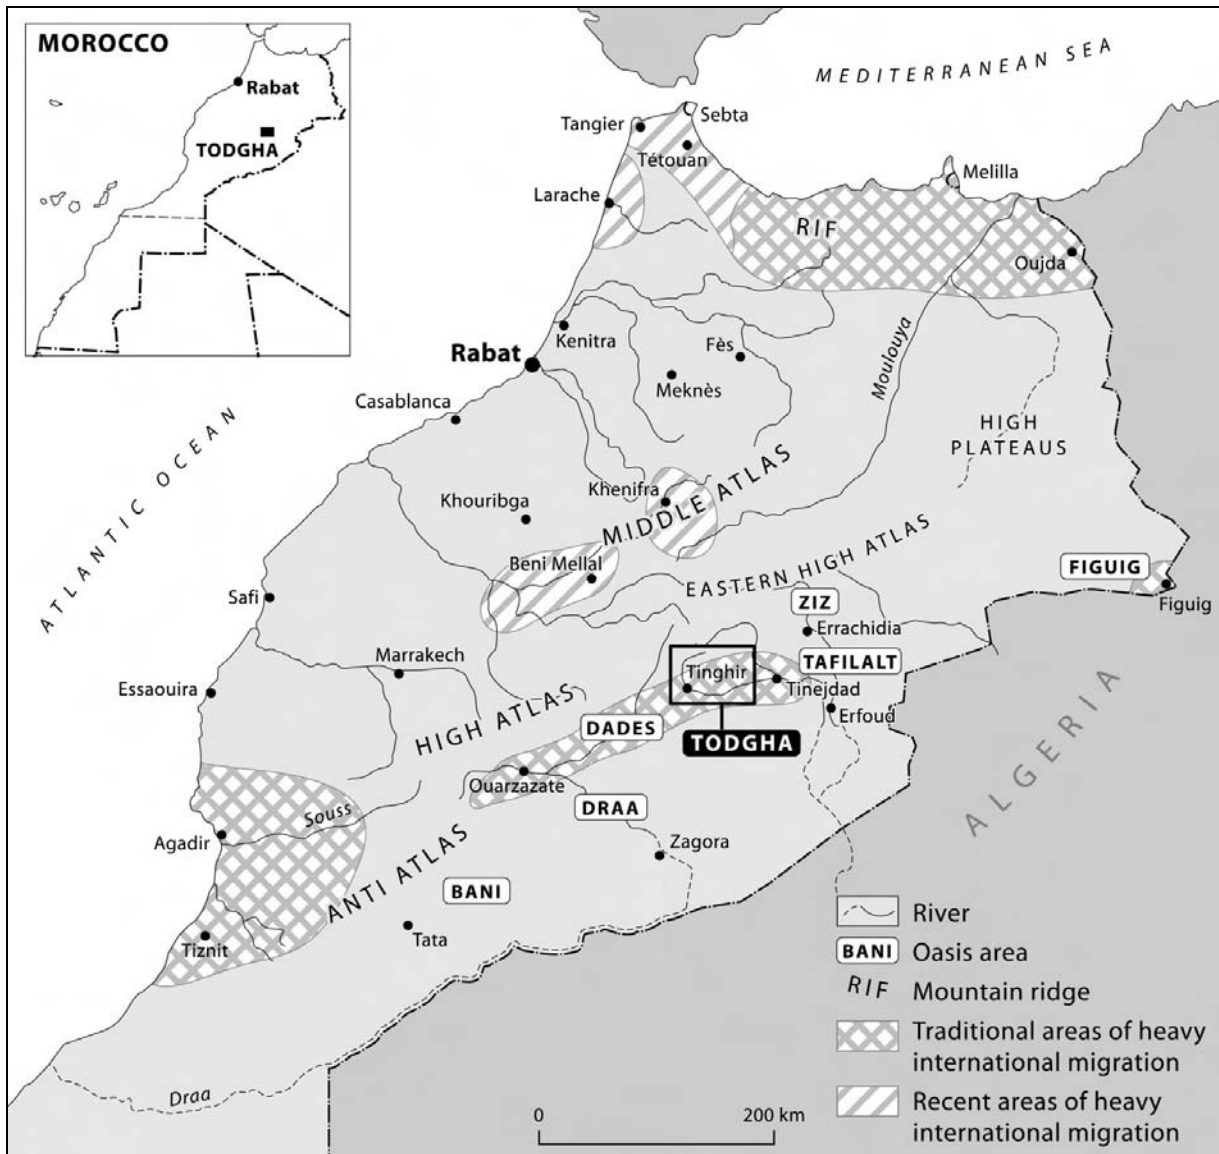 MOROCCO
Rabat
TODGHA
MEDITERRANEAN SEA
Sebta
Tangier
Tétouan
Melilla
Larache
RIF
Oujda
Kenitra
Rabat
Fès
Meknès
Moulouya
Casablanca
HIGH
PLATEAUS
ATLANTIC OCEAN
Khenifra
Khouribga
MIDDLE ATLAS
Beni Mellal
EASTERN HIGH ATLAS
FIGUIG
Figuig
Safi
ZIZ
Errachidia
Marrakech
TAFILALT
Tinghir
Tinejdad
Essaouira
Erfoud
HIGH ATLAS
DADES
TODGHA
Ouarzazate
DRAA
Souss
Agadir
Zagora
ANTI ATLAS
BANI
Tata
Tiznit
ALGERIA
Draa
River
BANI Oasis area
RIF Mountain ridge
Traditional areas of heavy
international migration
Recent areas of heavy
international migration
0 200 km